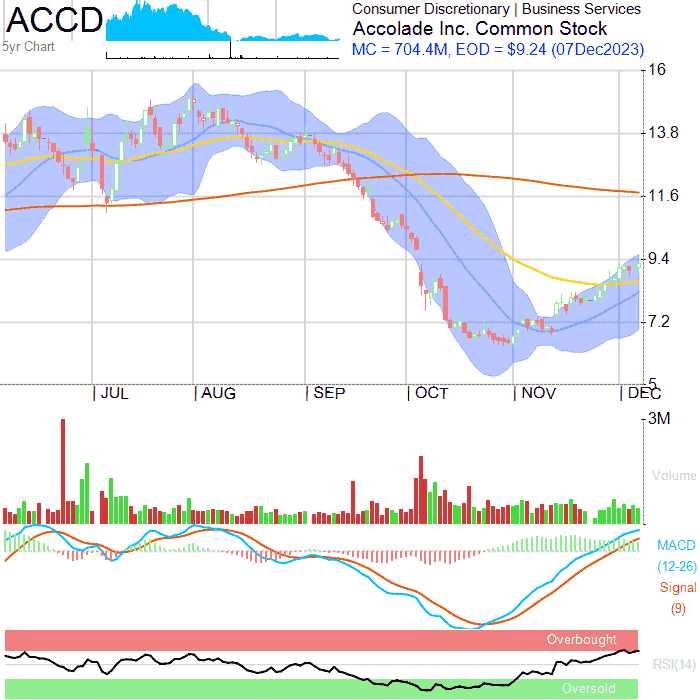 ACCD
5yr Chart
Consumer Discretionary | Business Services
Accolade Inc. Common Stock
MC = 704.4M, EOD = $9.24 (07Dec2023)
16
13.8
11.6
9.4
7.2
5
JUL
AUG
SEP
OCT
NOV
DEC
3M
Volume
MACD
(12-26)
Signal
(9)
Overbought
RSI(14)
Oversold